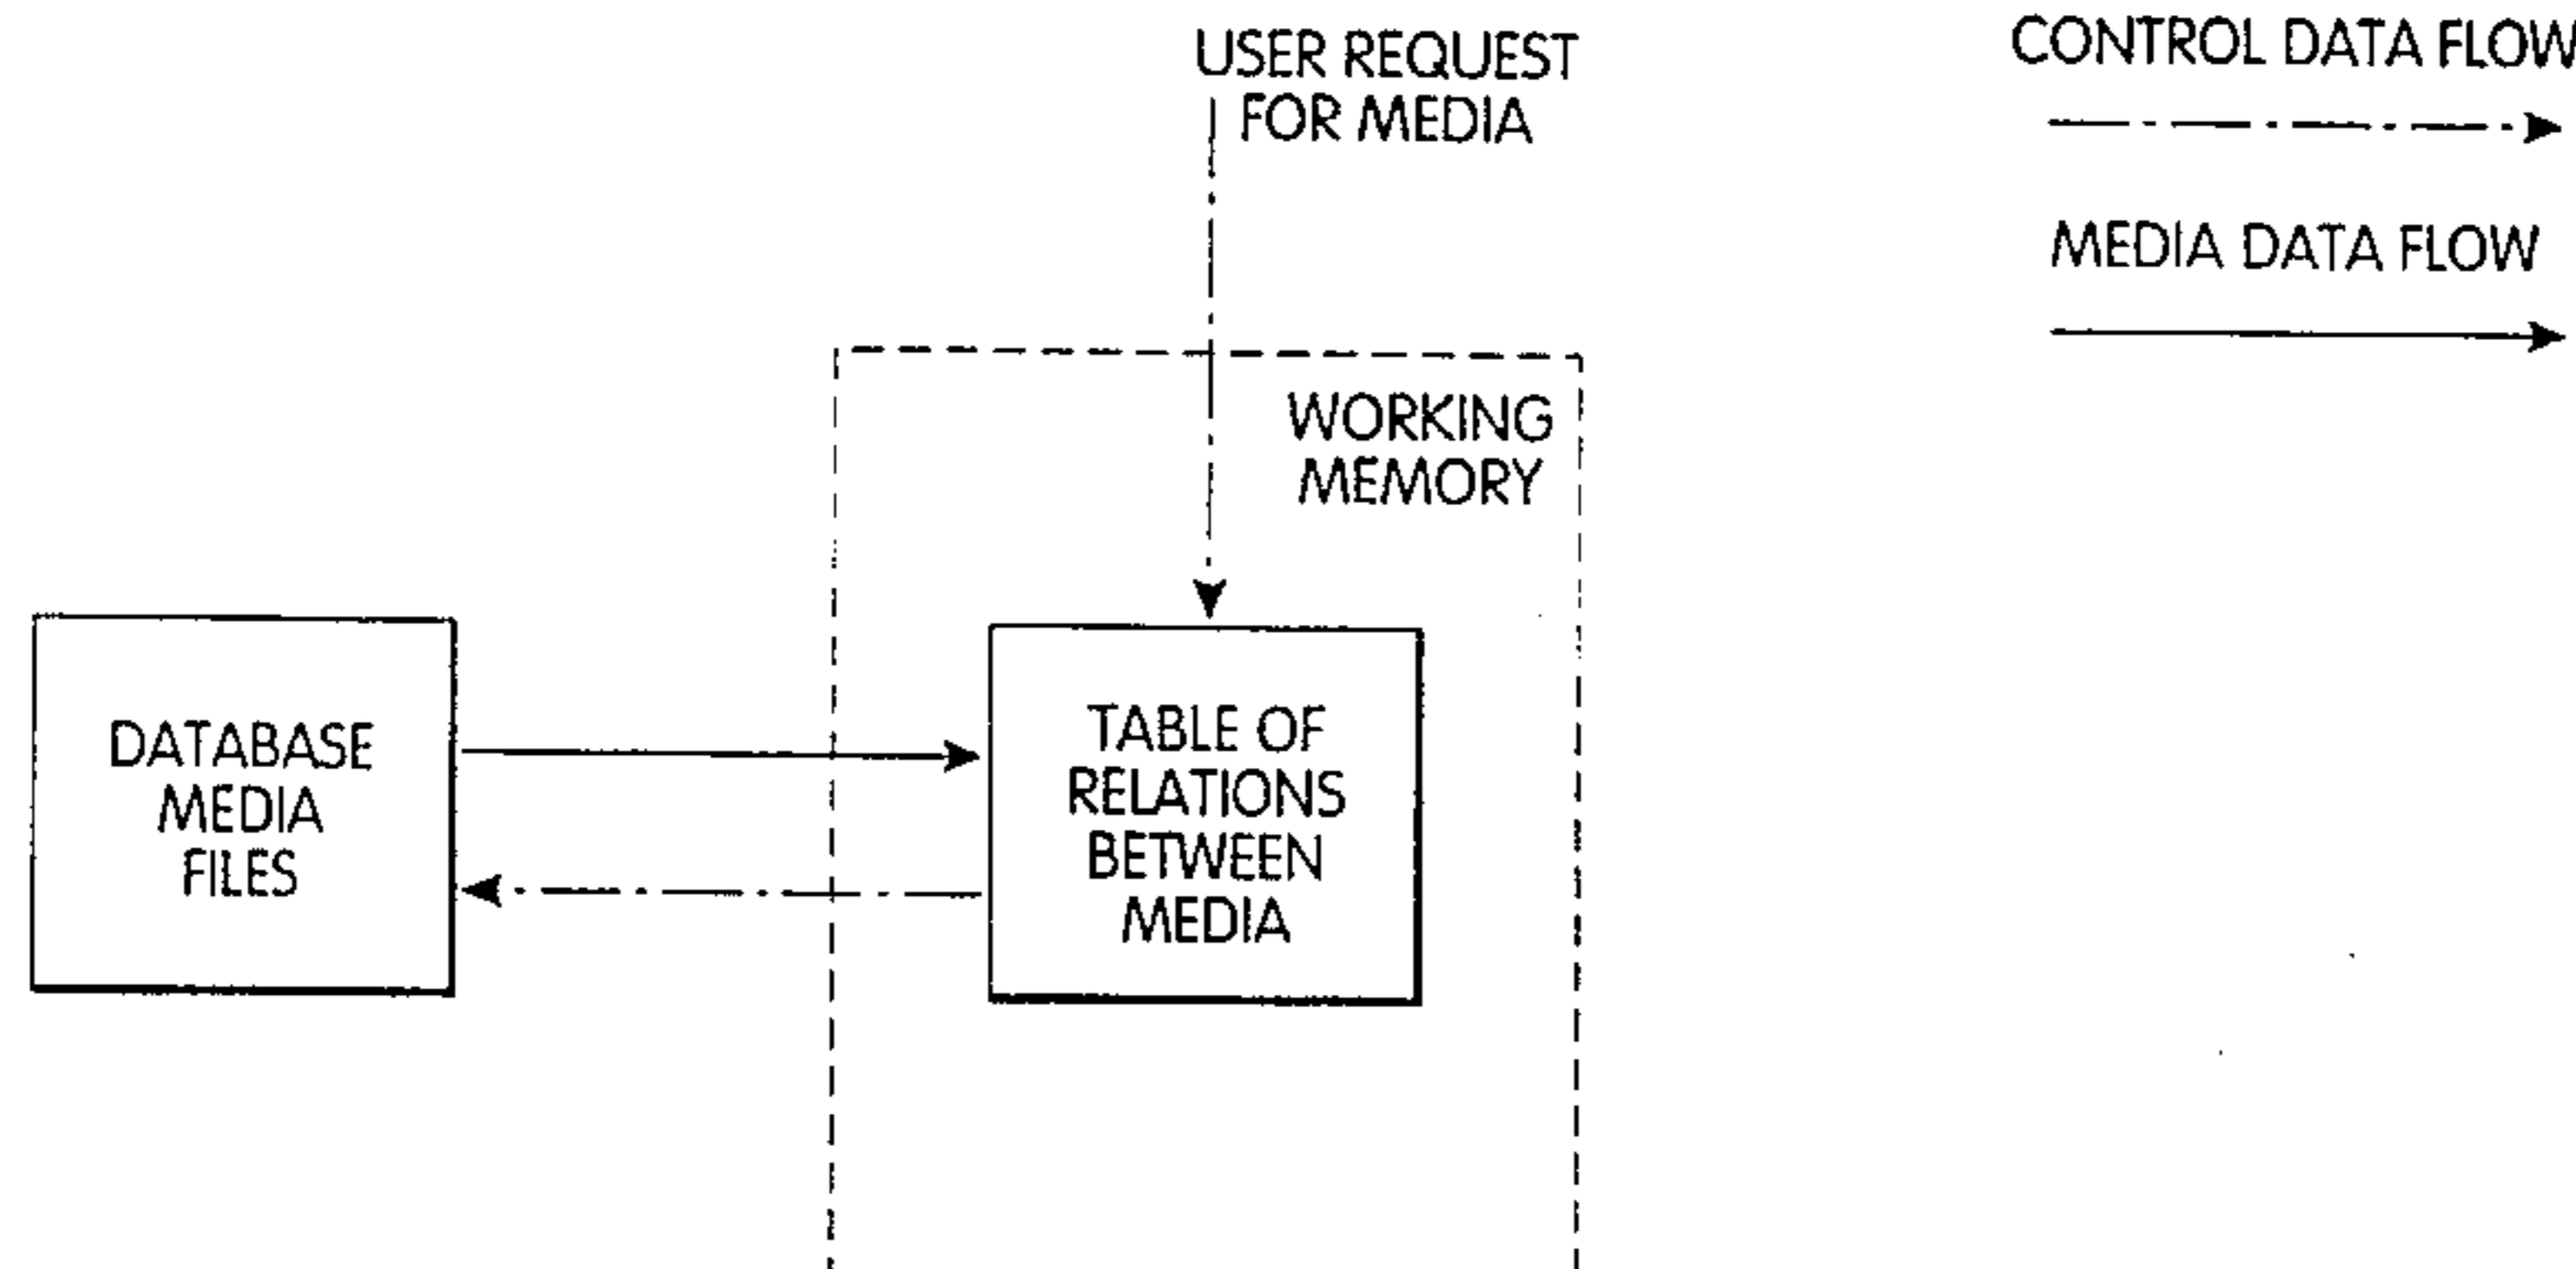 USER REQUEST
FOR MEDIA
CONTROL DATA FLOW
MEDIA DATA FLOW
WORKING
MEMORY
DATABASE
MEDIA
FILES
TABLE OF
RELATIONS
BETWEEN
MEDIA